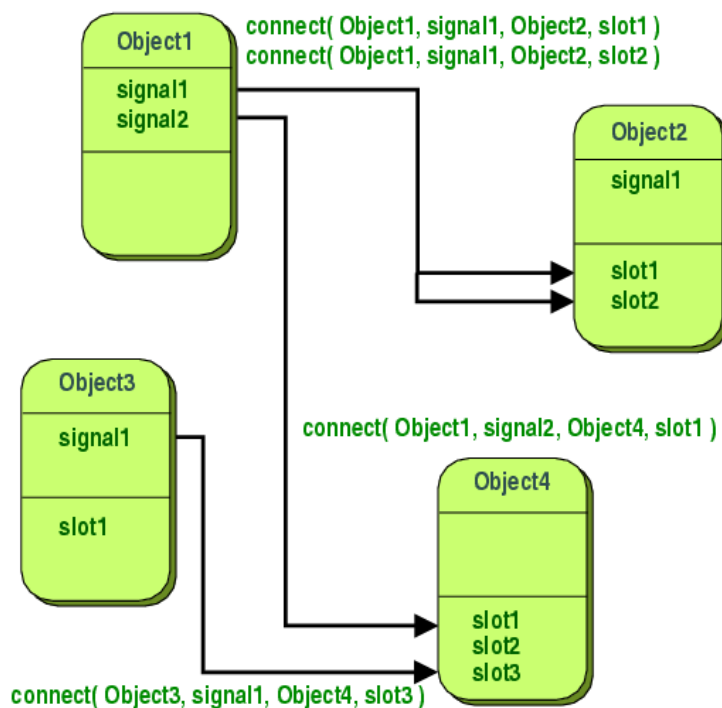 Object1
signal1
signal2
connect( Object1, signal1, Object2, slot1 )
connect( Object1, signal1, Object2, slot2 )
Object2
signal1
slot1
slot2
Object3
signal1
slot1
connect( Object1, signal2, Object4, slot1 )
Object4
slot1
slot2
slot3
connect( Object3, signal1, Object4, slot3 )